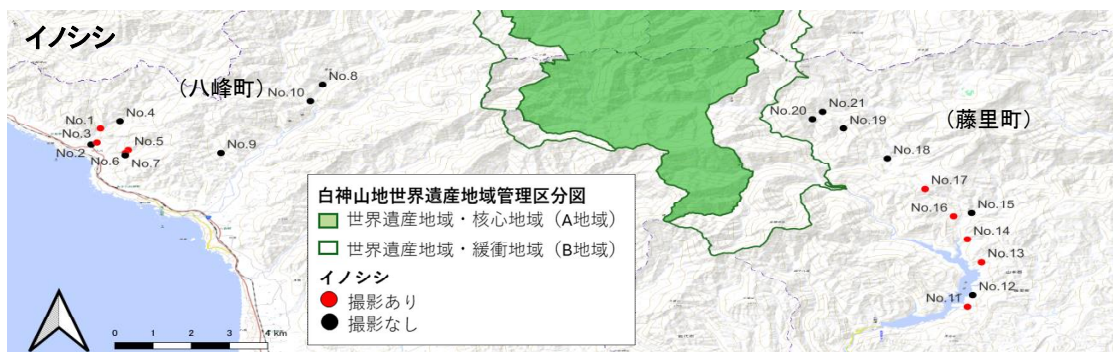 イノシシ
(八峰町)
No.8
No.10
No.4
No.1
No.3
No.5
No.2
No.6
No.7
No.9
No.21
No.20
No.19
(藤里町)
No.18
No.17
No.16
No.15
No.14
No.13
No.12
No.11
白神山地世界遺産地域管理区分図
世界遺産地域・核心地域(A地域)
世界遺産地域・緩衝地域(B地域)
イノシシ
撮影あり
撮影なし
0 1 2 3 4 km